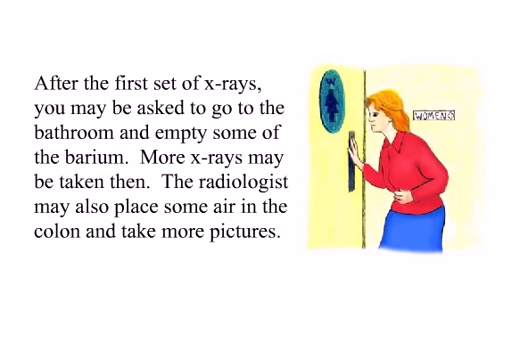 After the first set of x-rays,
you may be asked to go to the
bathroom and empty some of
the barium.  More x-rays may
be taken then.  The radiologist
may also place some air in the
colon and take more pictures.
W